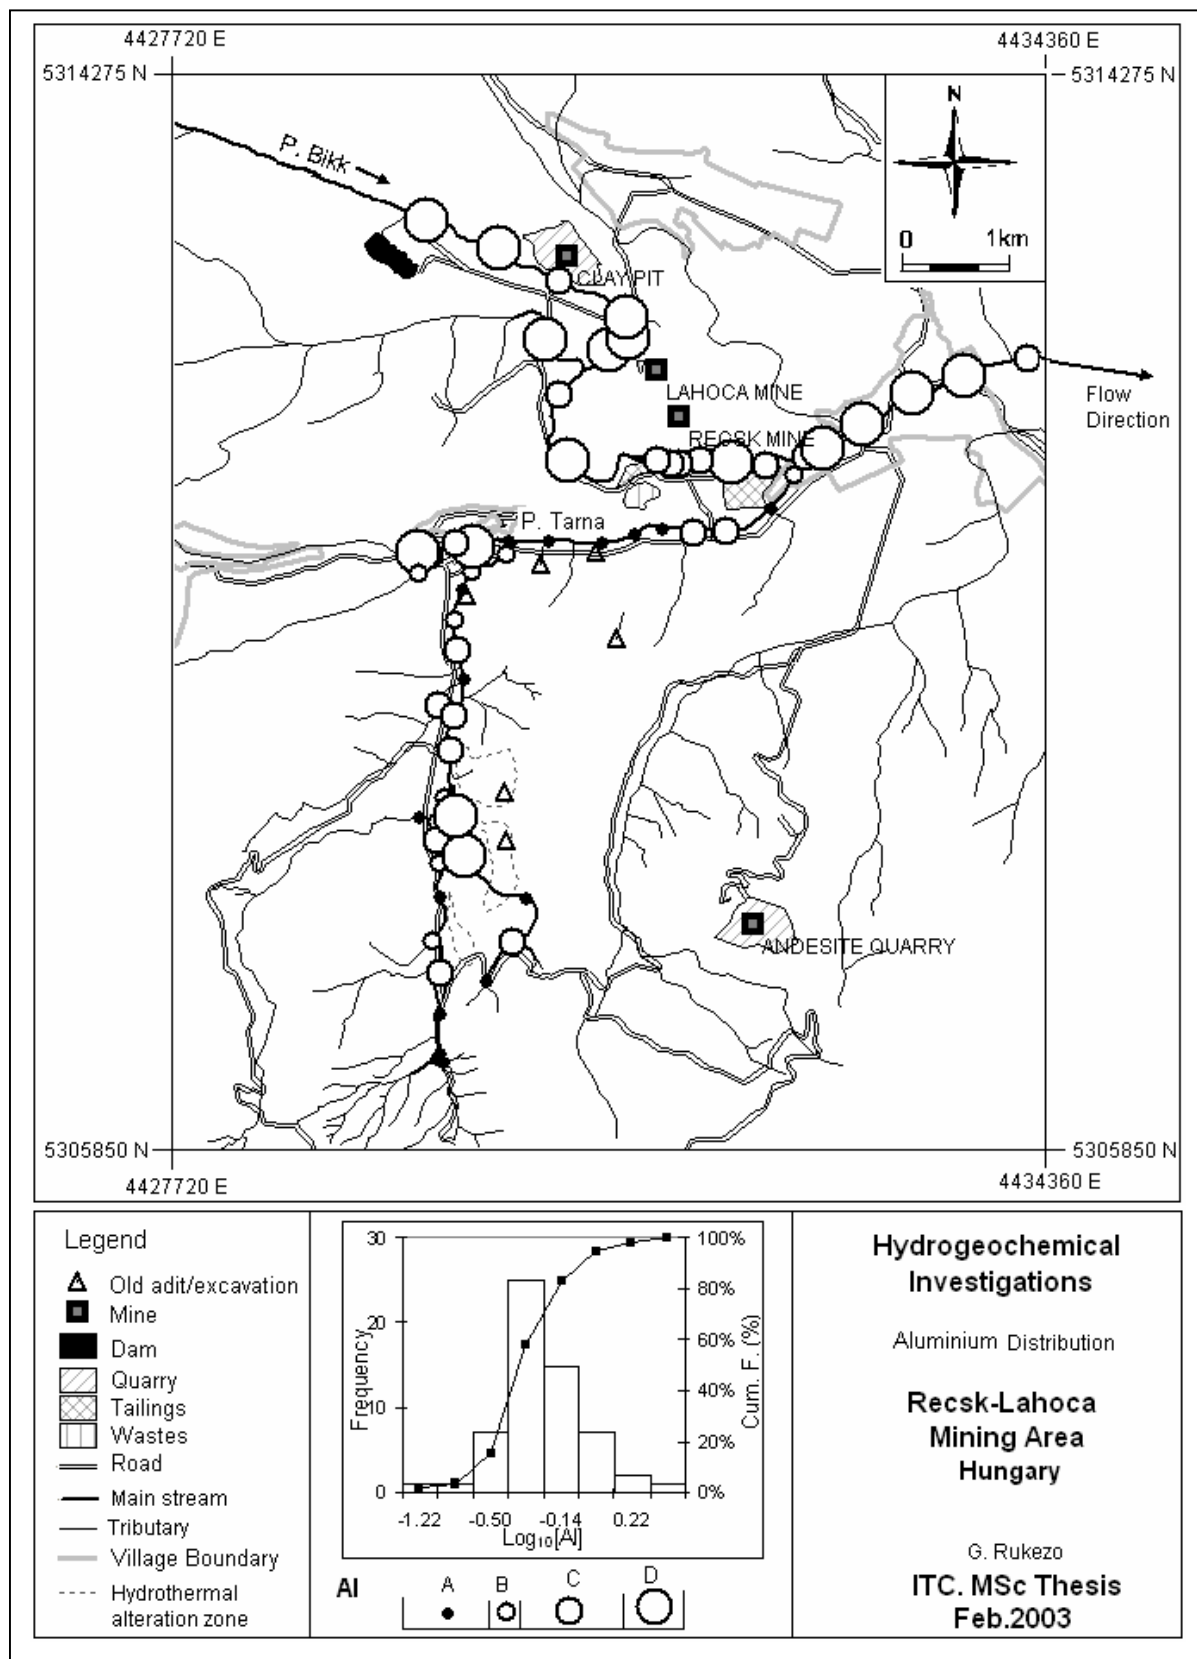 4427720 E
4434360 E
5314275 N
5314275 N
N
P. Bikk
0 1km
CLAY PIT
LAHOCA MINE
Flow
Direction
RECSK MINE
P. Tarna
ANDESITE QUARRY
5305850 N
5305850 N
4427720 E
4434360 E
Legend
Old adit/excavation
Mine
Dam
Quarry
Tailings
Wastes
Road
Main stream
Tributary
Village Boundary
Hydrothermal
alteration zone
30
20
10
0
Frequency
100%
80%
60%
40%
20%
0%
Cum. F. (%)
-1.22 -0.50 -0.14 0.22
Log₁₀[Al]
Al A B C D
Hydrogeochemical
Investigations
Aluminium Distribution
Recsk-Lahoca
Mining Area
Hungary
G. Rukezo
ITC. MSc Thesis
Feb.2003